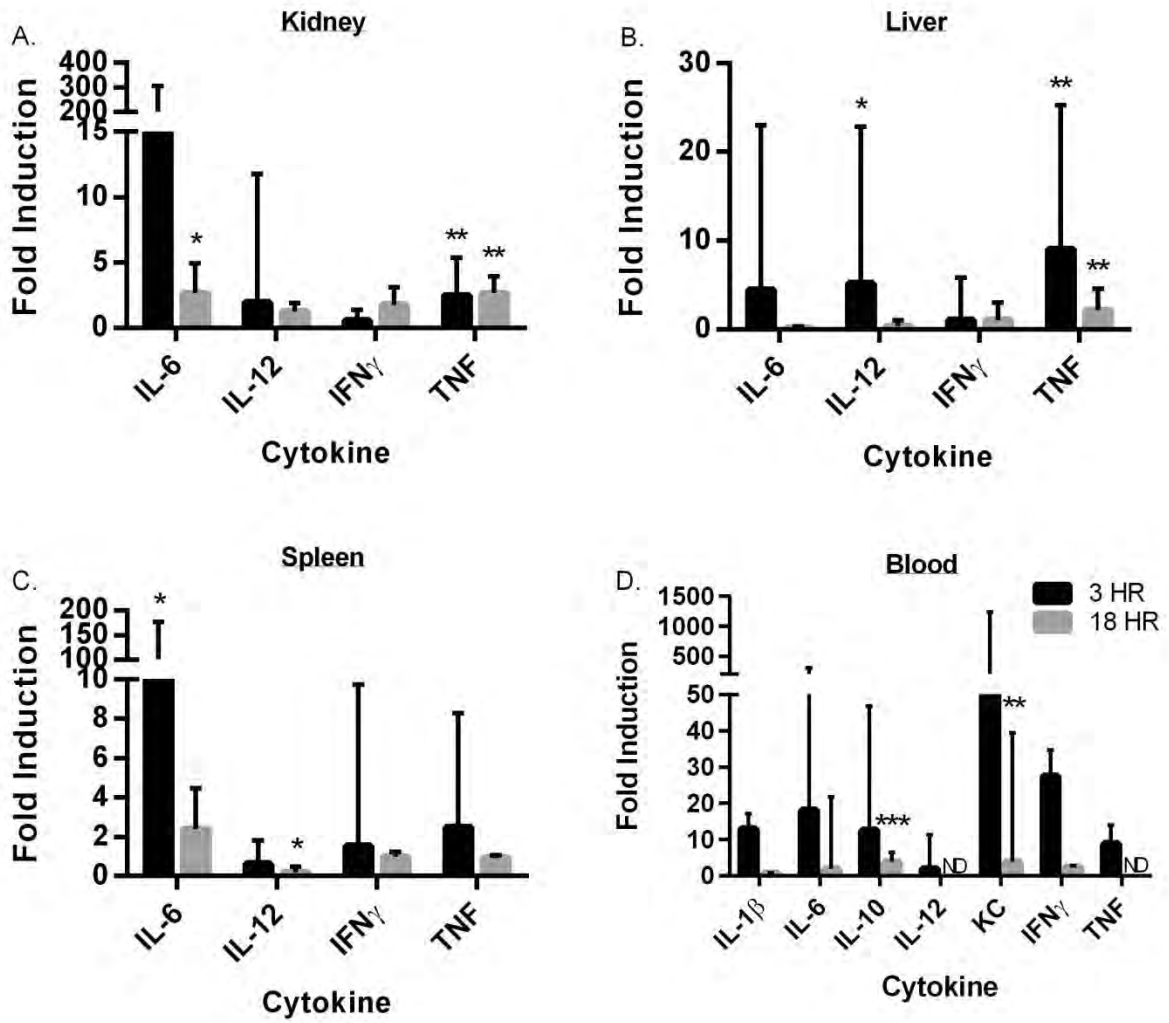 A.
Kidney
Fold Induction
400
300
200
15
10
5
0
*
**
**
IL-6
IL-12
IFNγ
TNF
Cytokine
B.
Liver
Fold Induction
30
20
10
0
*
**
**
IL-6
IL-12
IFNγ
TNF
Cytokine
C.
Spleen
Fold Induction
200
150
100
10
8
6
4
2
0
*
*
IL-6
IL-12
IFNγ
TNF
Cytokine
D.
Blood
3 HR
18 HR
Fold Induction
1500
1000
500
50
40
30
20
10
0
***
ND
**
ND
IL-1β
IL-6
IL-10
IL-12
KC
IFNγ
TNF
Cytokine